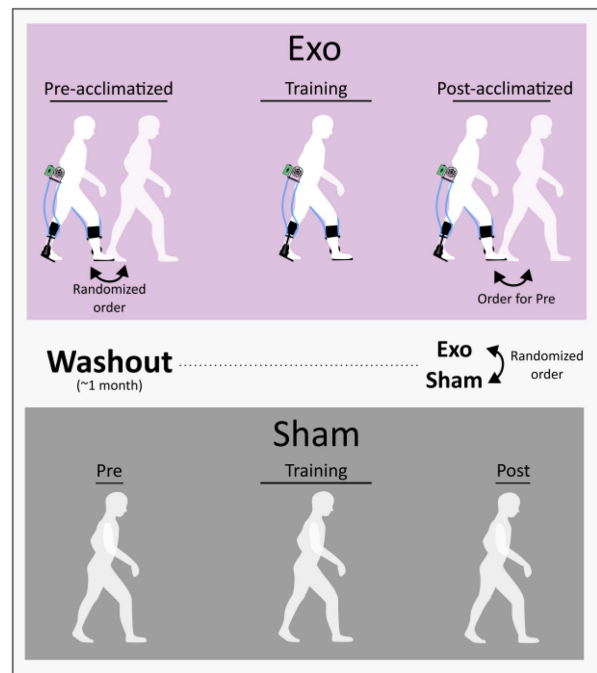 Exo
Pre-acclimatized
Training
Post-acclimatized
Randomized
order
Order for Pre
Washout
(~1 month)
Exo
Sham
Randomized
order
Sham
Pre
Training
Post